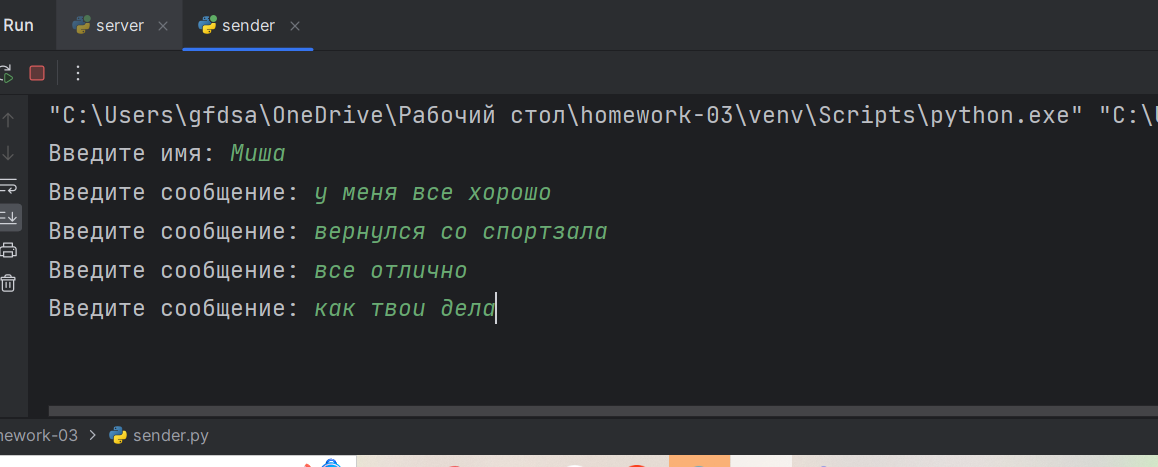 Run server sender
"C:\Users\gfdsa\OneDrive\Рабочий стол\homework-03\venv\Scripts\python.exe" "C:\
Введите имя: Миша
Введите сообщение: у меня все хорошо
Введите сообщение: вернулся со спортзала
Введите сообщение: все отлично
Введите сообщение: как твои дела
mework-03 > sender.py